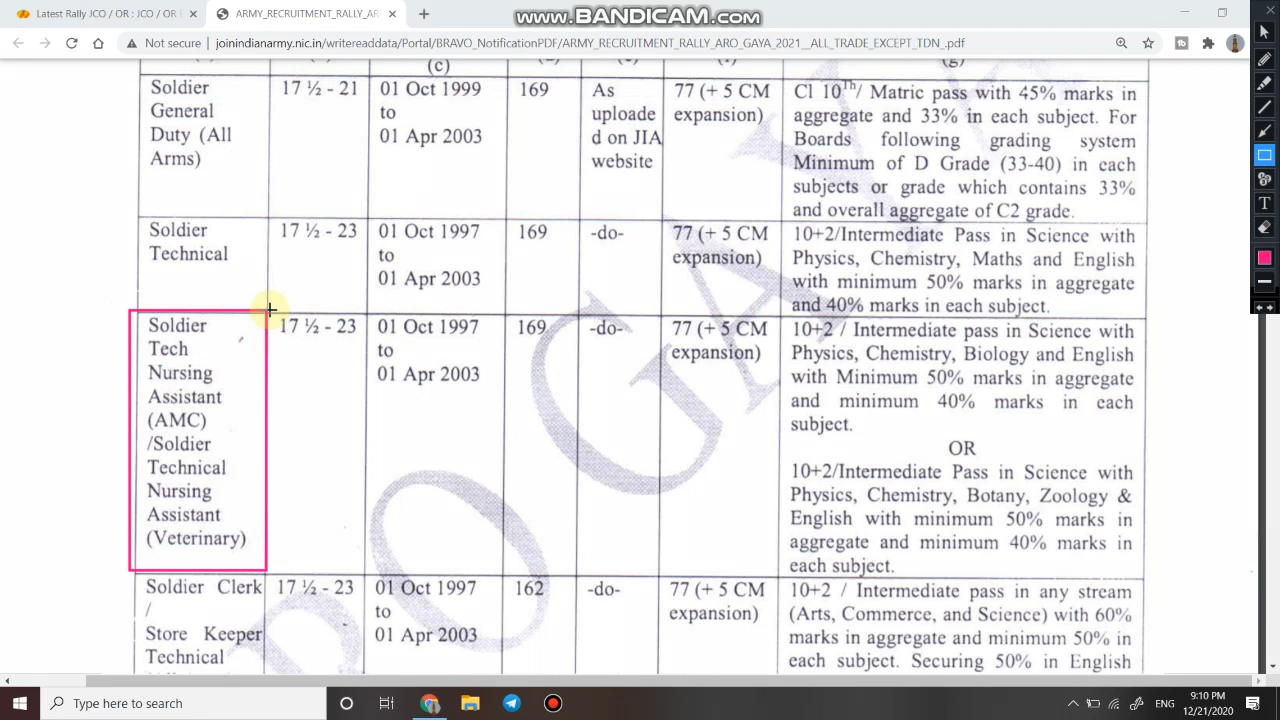 www.BANDICAM.com
Latest Rally JCO / OR : JCO / OR
ARMY_RECRUITMENT_RALLY_AR
Not secure | joinindianarmy.nic.in/writereaddata/Portal/BRAVO_NotificationPDF/ARMY_RECRUITMENT_RALLY_ARO_GAYA_2021__ALL_TRADE_EXCEPT_TDN_.pdf
(c)
(g)
Soldier
General
Duty (All
Arms)
17 ½ - 21
01 Oct 1999
to
01 Apr 2003
169
As
uploade
d on JIA
website
77 (+ 5 CM
expansion)
Cl 10Th/ Matric pass with 45% marks in
aggregate and 33% in each subject. For
Boards following grading system
Minimum of D Grade (33-40) in each
subjects or grade which contains 33%
and overall aggregate of C2 grade.
Soldier
Technical
17 ½ - 23
01 Oct 1997
to
01 Apr 2003
169
-do-
77 (+ 5 CM
expansion)
10+2/Intermediate Pass in Science with
Physics, Chemistry, Maths and English
with minimum 50% marks in aggregate
and 40% marks in each subject.
Soldier
Tech
Nursing
Assistant
(AMC)
/Soldier
Technical
Nursing
Assistant
(Veterinary)
17 ½ - 23
01 Oct 1997
to
01 Apr 2003
169
-do-
77 (+ 5 CM
expansion)
10+2 / Intermediate pass in Science with
Physics, Chemistry, Biology and English
with Minimum 50% marks in aggregate
and minimum 40% marks in each
subject.
OR
10+2/Intermediate Pass in Science with
Physics, Chemistry, Botany, Zoology &
English with minimum 50% marks in
aggregate and minimum 40% marks in
each subject.
Soldier Clerk
/
Store Keeper
Technical
17 ½ - 23
01 Oct 1997
to
01 Apr 2003
162
-do-
77 (+ 5 CM
expansion)
10+2 / Intermediate pass in any stream
(Arts, Commerce, and Science) with 60%
marks in aggregate and minimum 50% in
each subject. Securing 50% in English
RO GAYA
Type here to search
ENG
9:10 PM
12/21/2020